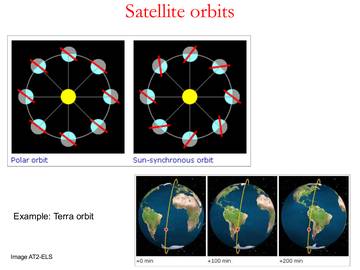 Satellite orbits
Polar orbit
Sun-synchronous orbit
Example: Terra orbit
+0 min
+100 min
+200 min
Image AT2-ELS